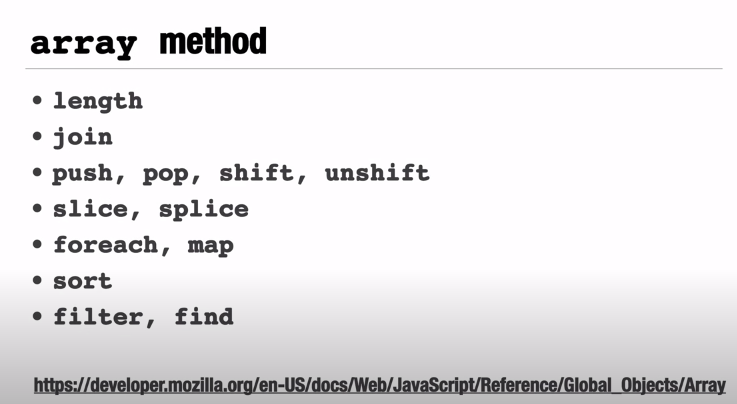 array method
• length
• join
• push, pop, shift, unshift
• slice, splice
• foreach, map
• sort
• filter, find
https://developer.mozilla.org/en-US/docs/Web/JavaScript/Reference/Global_Objects/Array